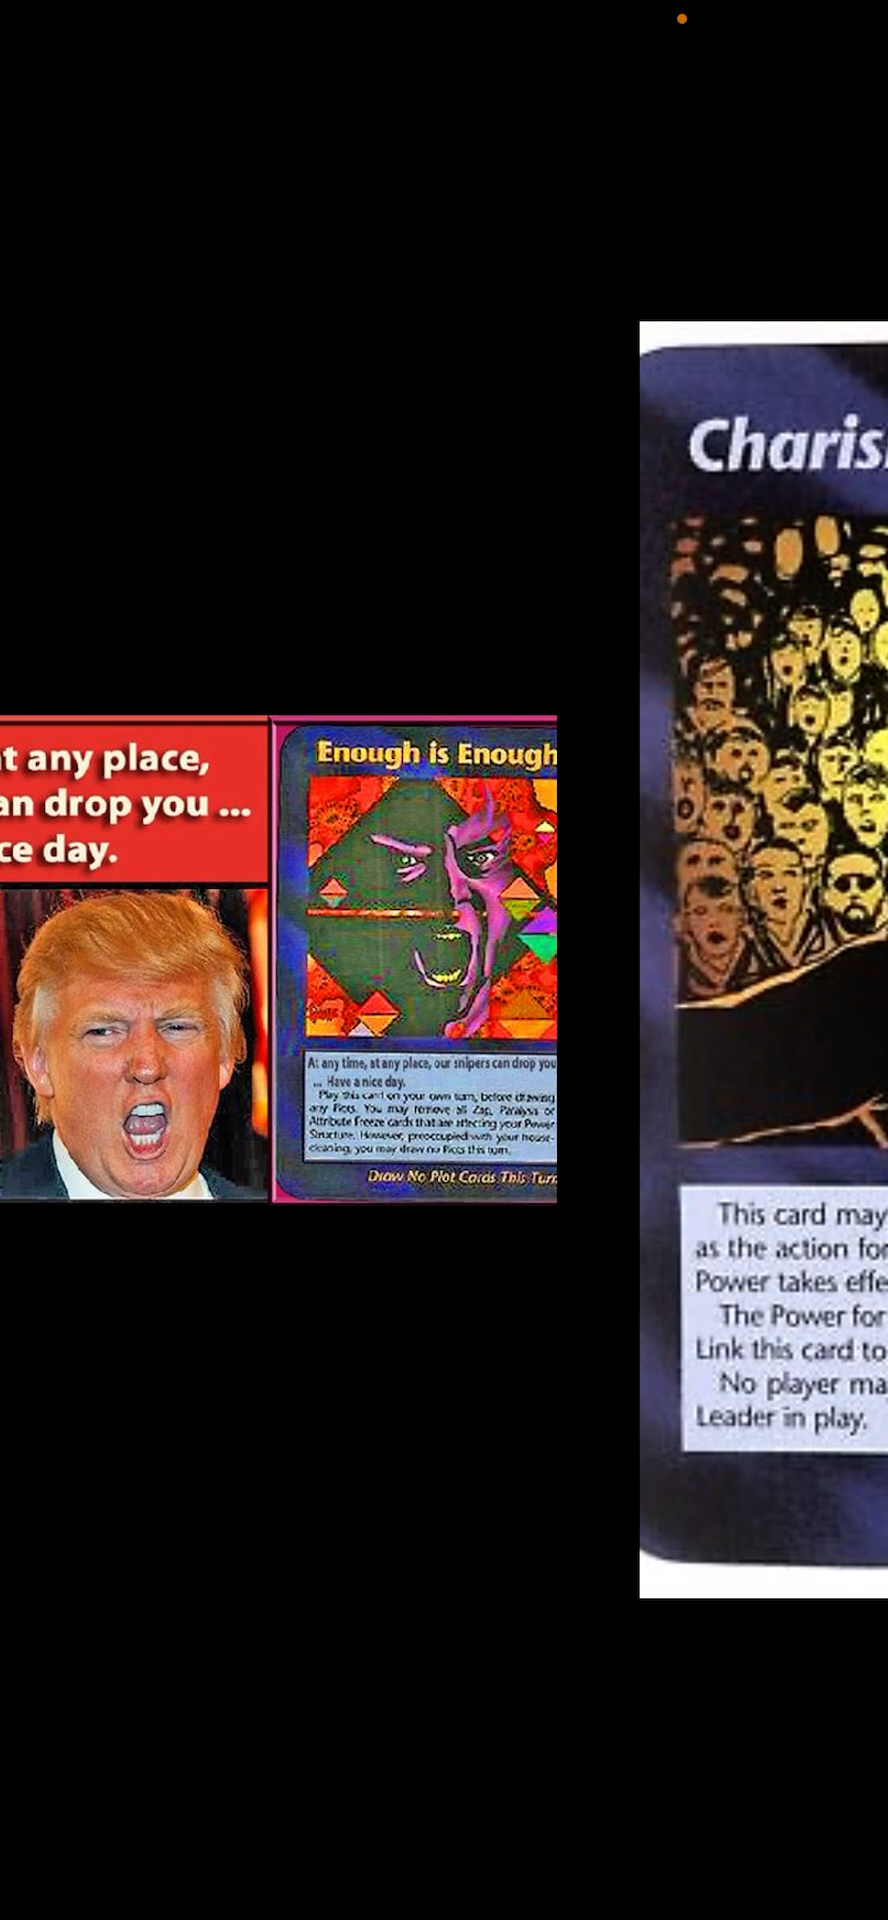 t any place,
an drop you ...
ce day.
Enough is Enough
At any time, at any place, our snipers can drop you
... Have a nice day.
Play this card on your own turn, before drawing
any Plots. You may remove all Zap, Paralysis or
Attribute Freeze cards that are affecting your Power
Structure. However, preoccupied with your house-
cleaning, you may draw no Plots this turn.
Draw No Plot Cards This Turn
Charis
This card may
as the action for
Power takes effe
The Power for
Link this card to
No player ma
Leader in play.